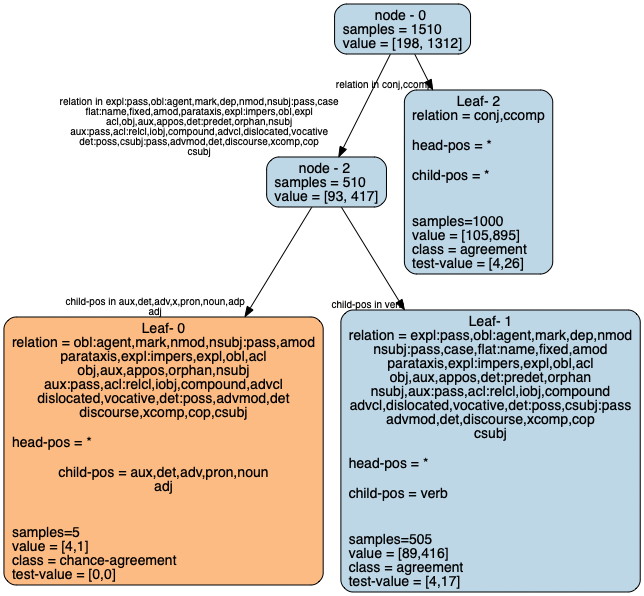 node - 0
samples = 1510
value = [198, 1312]
relation in conj,ccomp
relation in expl:pass,obl:agent,mark,dep,nmod,nsubj:pass,case
flat:name,fixed,amod,parataxis,expl:impers,obl,expl
acl,obj,aux,appos,det:predet,orphan,nsubj
aux:pass,acl:relcl,iobj,compound,advcl,dislocated,vocative
det:poss,csubj:pass,advmod,det,discourse,xcomp,cop
csubj
Leaf- 2
relation = conj,ccomp
head-pos = *
child-pos = *
samples=1000
value = [105,895]
class = agreement
test-value = [4,26]
node - 2
samples = 510
value = [93, 417]
child-pos in aux,det,adv,x,pron,noun,adp
adj
child-pos in verb
Leaf- 0
relation = obl:agent,mark,nmod,nsubj:pass,amod
parataxis,expl:impers,expl,obl,acl
obj,aux,appos,orphan,nsubj
aux:pass,acl:relcl,iobj,compound,advcl
dislocated,vocative,det:poss,advmod,det
discourse,xcomp,cop,csubj
head-pos = *
child-pos = aux,det,adv,pron,noun
adj
samples=5
value = [4,1]
class = chance-agreement
test-value = [0,0]
Leaf- 1
relation = expl:pass,obl:agent,mark,dep,nmod
nsubj:pass,case,flat:name,fixed,amod
parataxis,expl:impers,expl,obl,acl
obj,aux,appos,det:predet,orphan
nsubj,aux:pass,acl:relcl,iobj,compound
advcl,dislocated,vocative,det:poss,csubj:pass
advmod,det,discourse,xcomp,cop
csubj
head-pos = *
child-pos = verb
samples=505
value = [89,416]
class = agreement
test-value = [4,17]